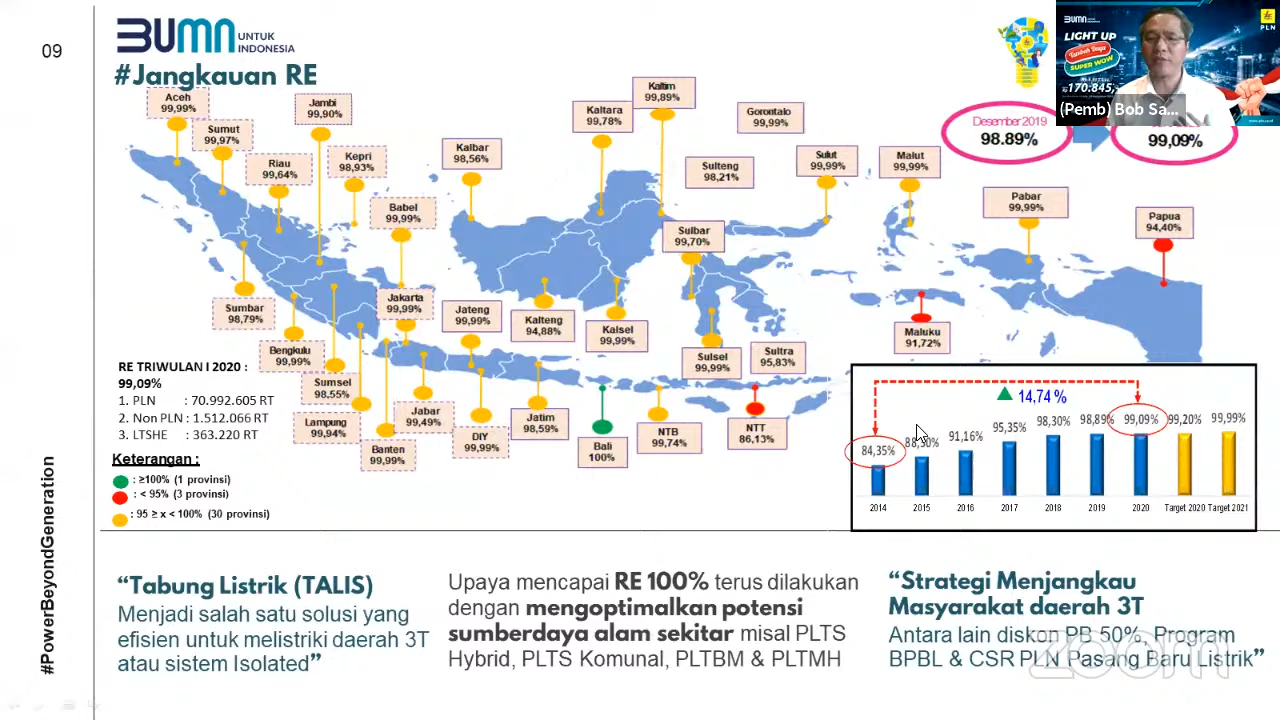 09
BUMN UNTUK
INDONESIA
#Jangkauan RE
PLN
BUMN
LIGHT UP
Tambah Daya
SUPER WOW
170.845,
(Pemb) Bob Sa...
Desember 2019
98.89%
99,09%
Aceh
99,99%
Sumut
99,97%
Riau
99,64%
Jambi
99,90%
Kepri
98,93%
Babel
99,99%
Kalbar
98,56%
Kaltara
99,78%
Kaltim
99,89%
Gorontalo
99,99%
Sulteng
98,21%
Sulut
99,99%
Malut
99,99%
Pabar
99,99%
Papua
94,40%
Sulbar
99,70%
Sumbar
98,79%
Bengkulu
99,99%
Sumsel
98.55%
Lampung
99,94%
Banten
99,99%
Jakarta
99,99%
Jabar
99,49%
Jateng
99,99%
DIY
99,99%
Jatim
98,59%
Kalteng
94,88%
Kalsel
99,99%
Bali
100%
NTB
99,74%
Sulsel
99,99%
Sultra
95,83%
NTT
86,13%
Maluku
91,72%
RE TRIWULAN I 2020 :
99,09%
1. PLN : 70.992.605 RT
2. Non PLN : 1.512.066 RT
3. LTSHE : 363.220 RT
Keterangan :
: ≥100% (1 provinsi)
: < 95% (3 provinsi)
: 95 ≥ x < 100% (30 provinsi)
14,74 %
84,35% 88,30% 91,16% 95,35% 98,30% 98,89% 99,09% 99,20% 99,99%
2014 2015 2016 2017 2018 2019 2020 Target 2020 Target 2021
#PowerBeyondGeneration
“Tabung Listrik (TALIS)
Menjadi salah satu solusi yang
efisien untuk melistriki daerah 3T
atau sistem Isolated”
Upaya mencapai RE 100% terus dilakukan
dengan mengoptimalkan potensi
sumberdaya alam sekitar misal PLTS
Hybrid, PLTS Komunal, PLTBM & PLTMH
“Strategi Menjangkau
Masyarakat daerah 3T
Antara lain diskon PB 50%, Program
BPBL & CSR PLN Pasang Baru Listrik”
zoom